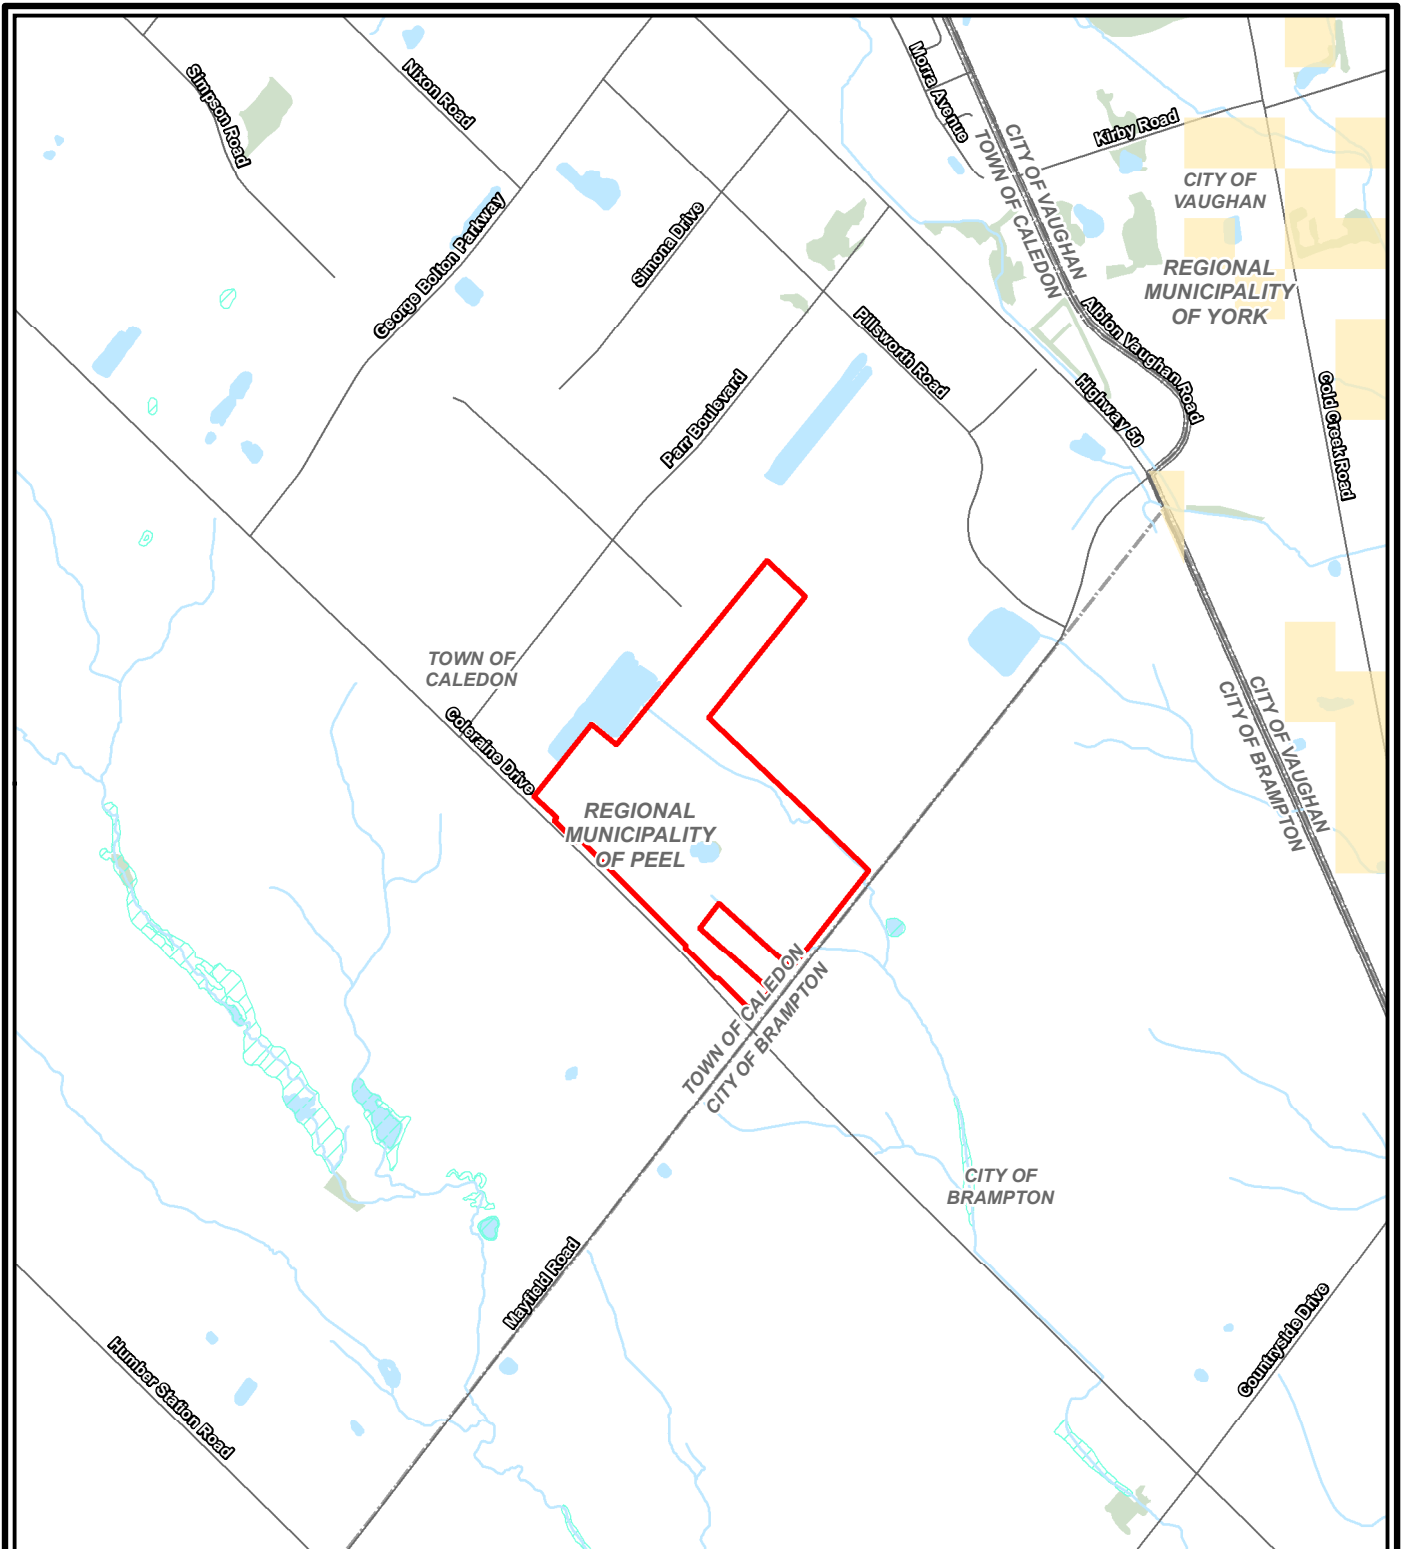 Simpson Road
Nixon Road
Morra Avenue
Kirby Road
CITY OF VAUGHAN
TOWN OF CALEDON
CITY OF
VAUGHAN
George Bolton Parkway
Simona Drive
REGIONAL
MUNICIPALITY
OF YORK
Albion Vaughan Road
Pillsworth Road
Highway 50
Cold Creek Road
Parr Boulevard
TOWN OF
CALEDON
Coleraine Drive
CITY OF VAUGHAN
CITY OF BRAMPTON
REGIONAL
MUNICIPALITY
OF PEEL
TOWN OF CALEDON
CITY OF BRAMPTON
CITY OF
BRAMPTON
Mayfield Road
Countryside Drive
Humber Station Road